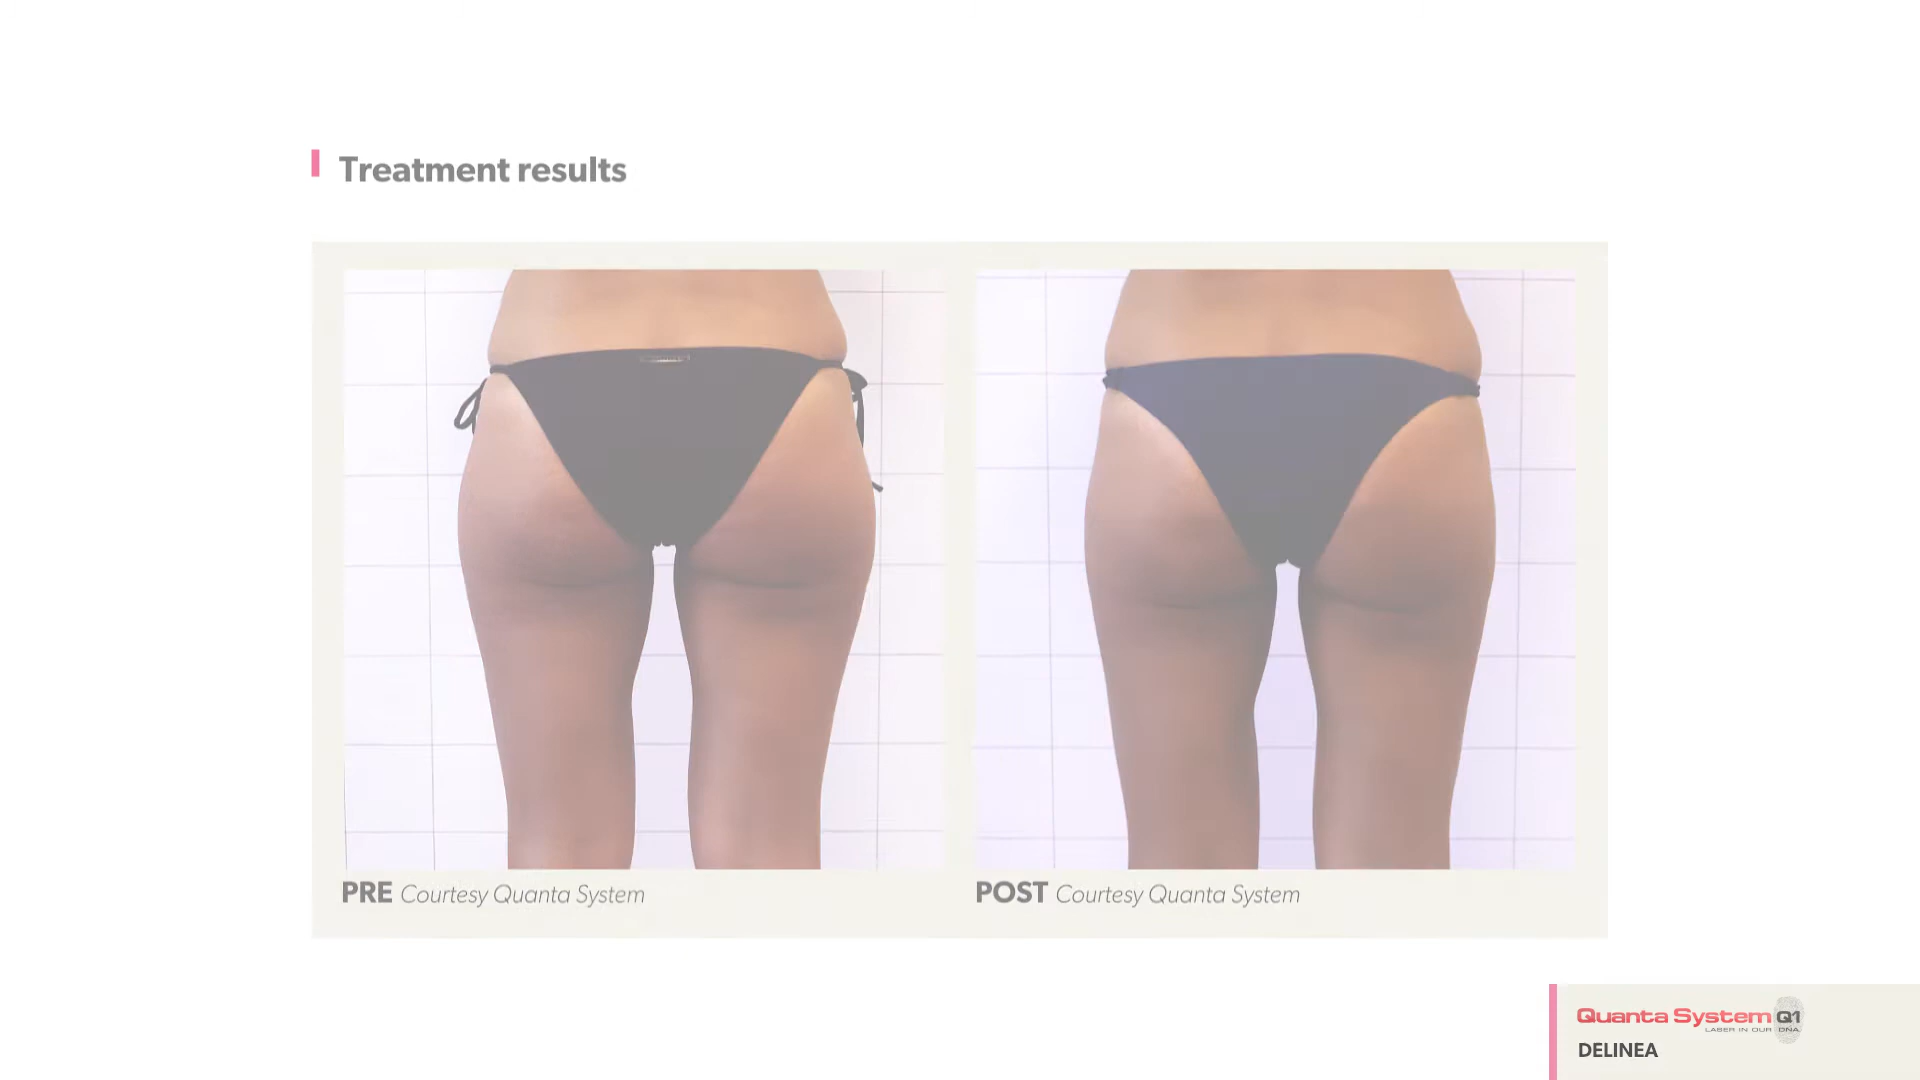 Treatment results
PRE Courtesy Quanta System
POST Courtesy Quanta System
Quanta System Q1
LASER IN OUR DNA
DELINEA